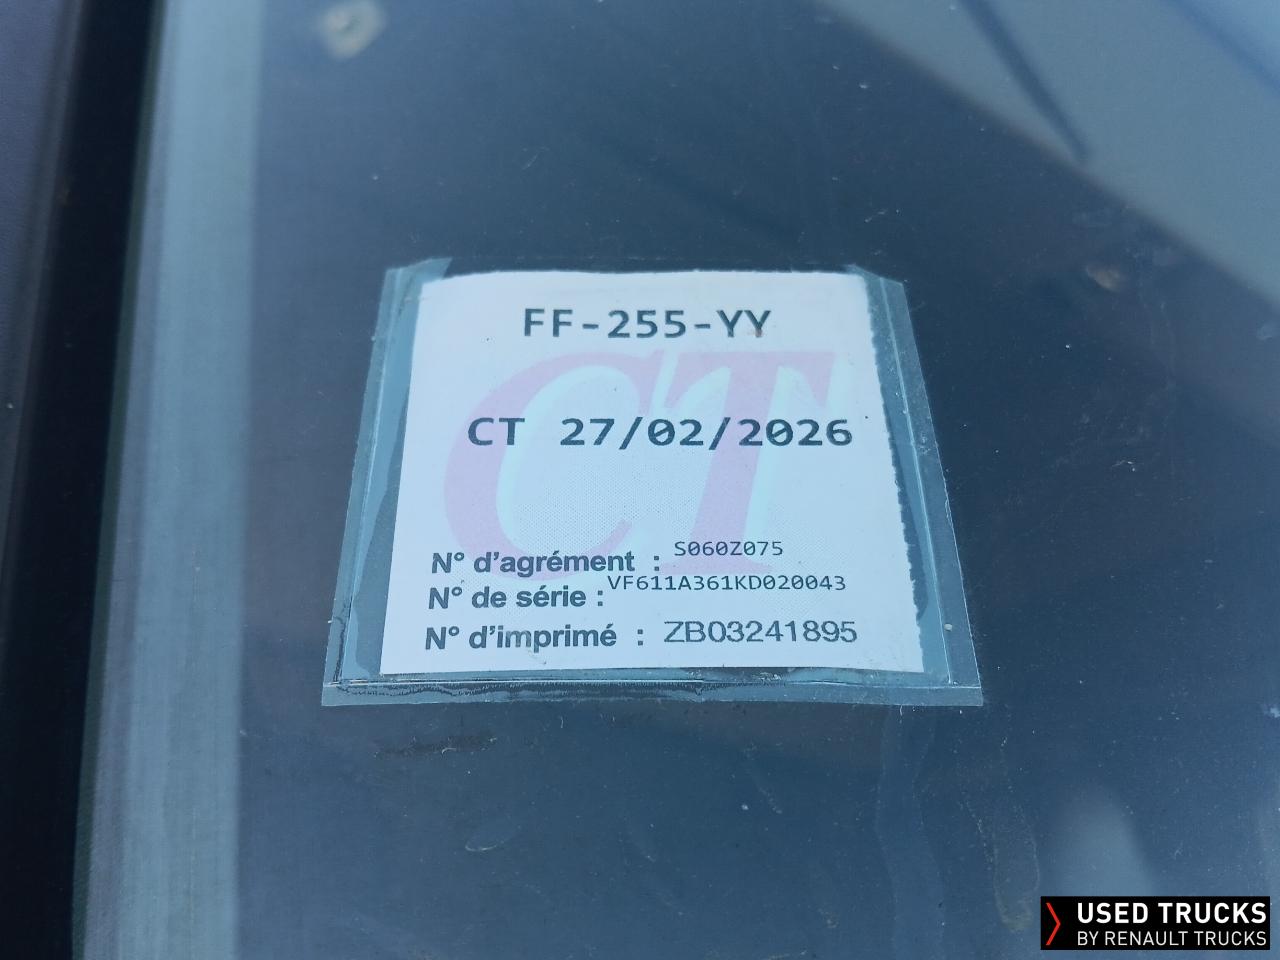 FF-255-YY
CT
CT 27/02/2026
N° d'agrément : S060Z075
N° de série : VF611A361KD020043
N° d'imprimé : ZB03241895
USED TRUCKS
BY RENAULT TRUCKS